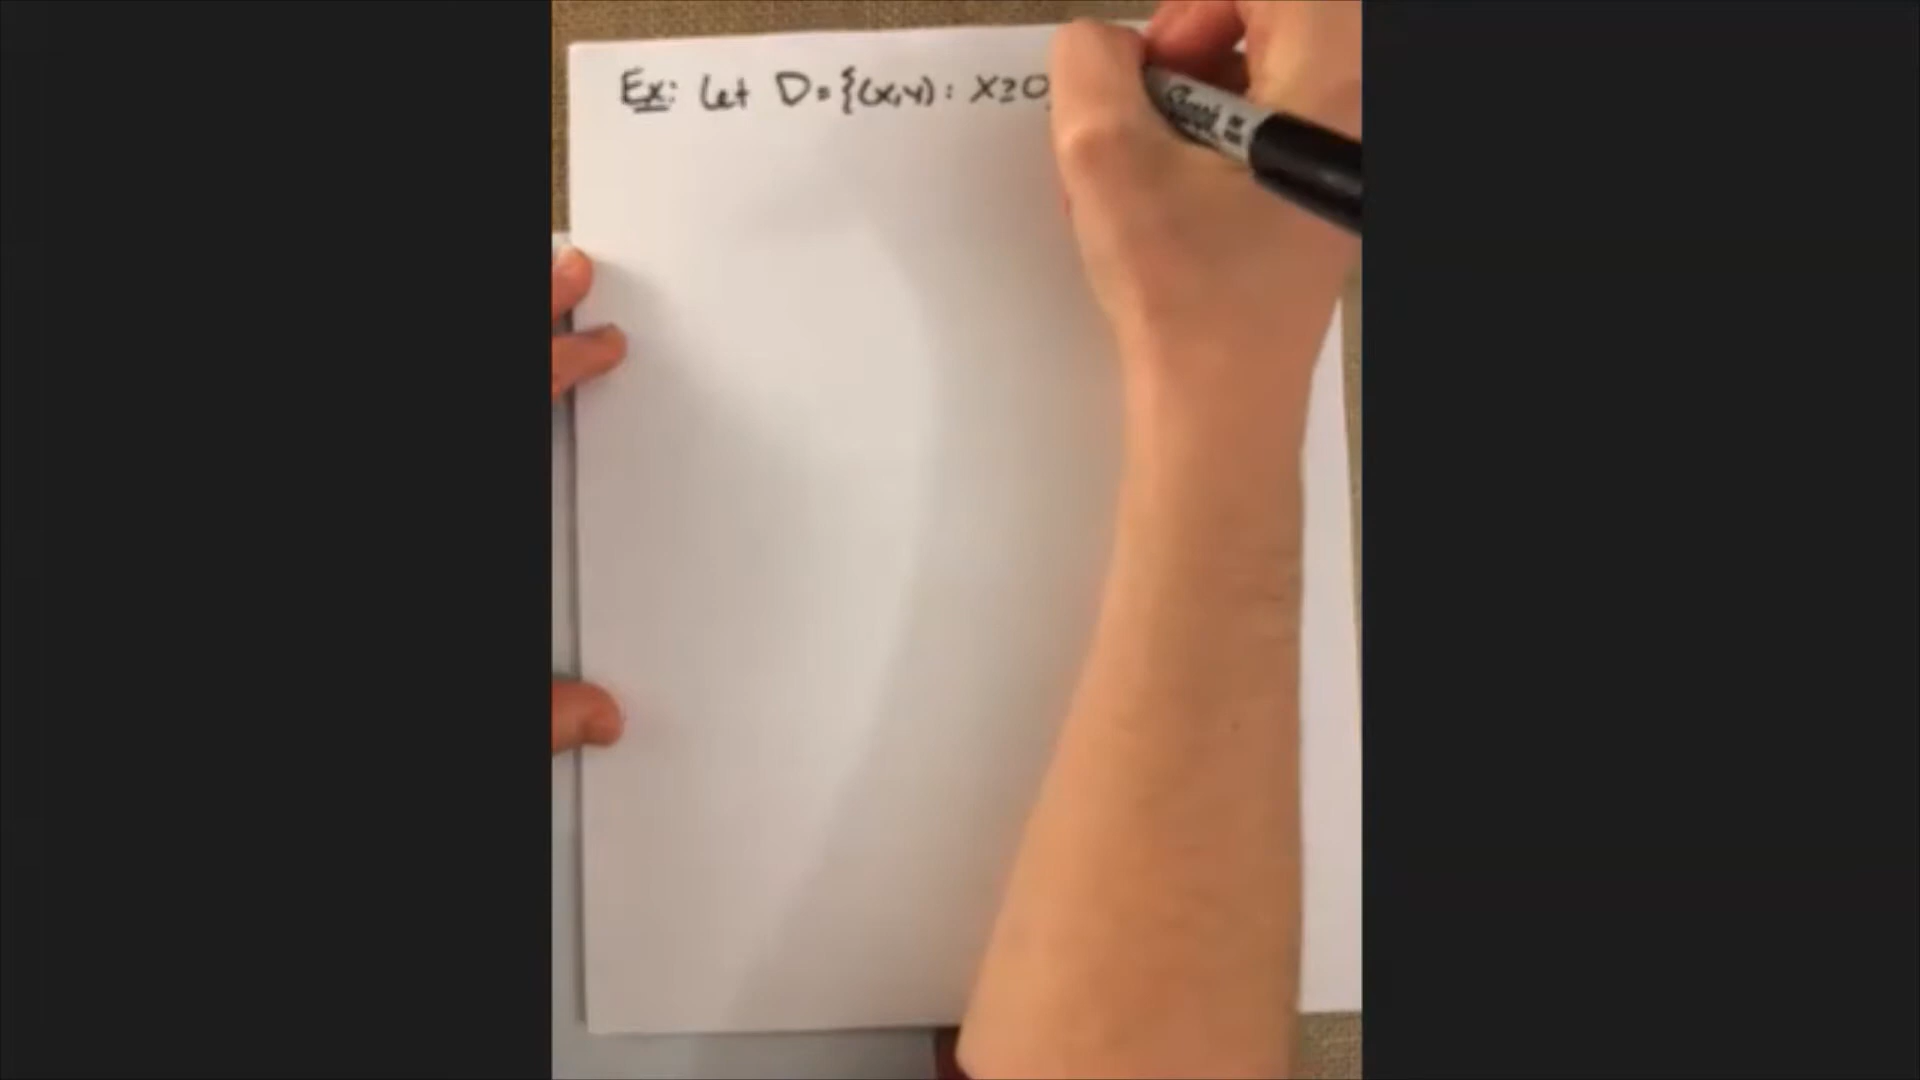 Ex: Let D = {(x,y) : x≥0,